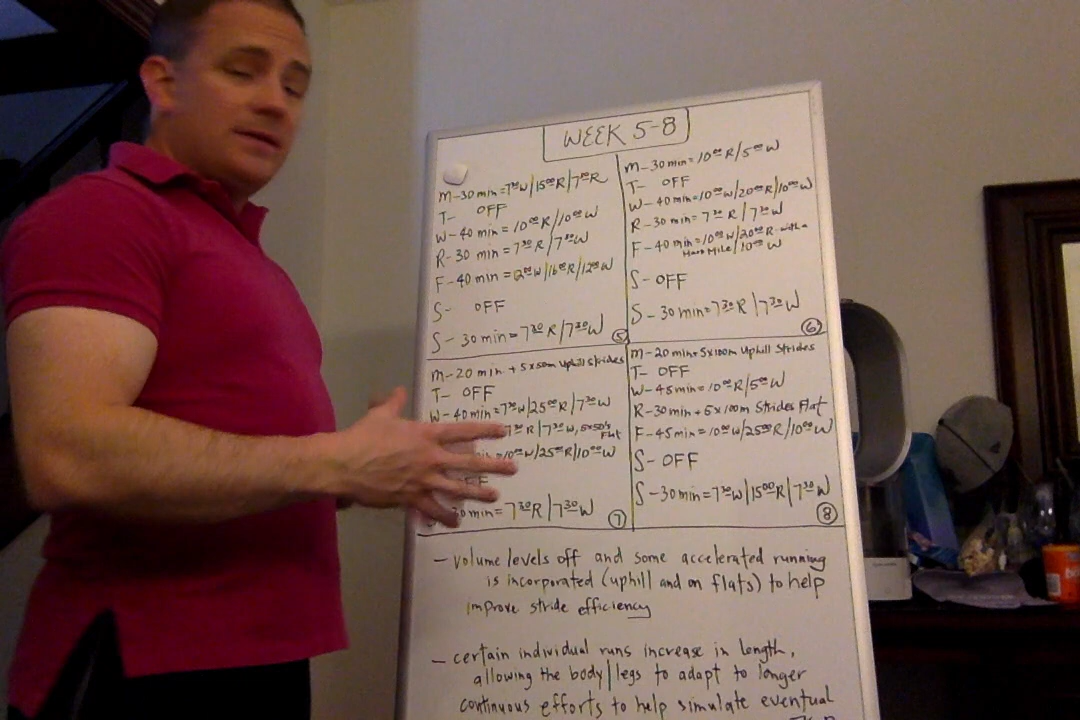 WEEK 5-8
M-30 min=7³⁰W/15⁰⁰R/7³⁰R
T- OFF
W-40 min=10⁰⁰R/10⁰⁰W
R-30 min=7³⁰R/7³⁰W
F-40 min=12⁰⁰W/16⁰⁰R/12⁰⁰W
S- OFF
S-30 min=7³⁰R/7³⁰W
5
M-30 min=10⁰⁰R/5⁰⁰W
T- OFF
W-40 min=10⁰⁰W/20⁰⁰R/10⁰⁰W
R-30 min=7³⁰R/7³⁰W
F-40 min=10⁰⁰W/20⁰⁰R-with a
Hard Mile/10⁰⁰W
S-OFF
S-30 min=7³⁰R/7³⁰W
6
M-20 min + 5x50m Uphill Strides
T- OFF
W-40 min=7³⁰W/25⁰⁰R/7³⁰W
7³⁰R/7³⁰W, 5x50's
Flat
10⁰⁰W/25⁰⁰R/10⁰⁰W
min=7³⁰R/7³⁰W
7
M-20 min+5x100m Uphill Strides
T- OFF
W-45 min=10⁰⁰R/5⁰⁰W
R-30 min+5x100m Strides Flat
F-45 min=10⁰⁰W/25⁰⁰R/10⁰⁰W
S-OFF
S-30 min=7³⁰W/15⁰⁰R/7³⁰W
8
- volume levels off and some accelerated running
is incorporated (uphill and on flats) to help
improve stride efficiency
- certain individual runs increase in length,
allowing the body/legs to adapt to longer
continuous efforts to help simulate eventual